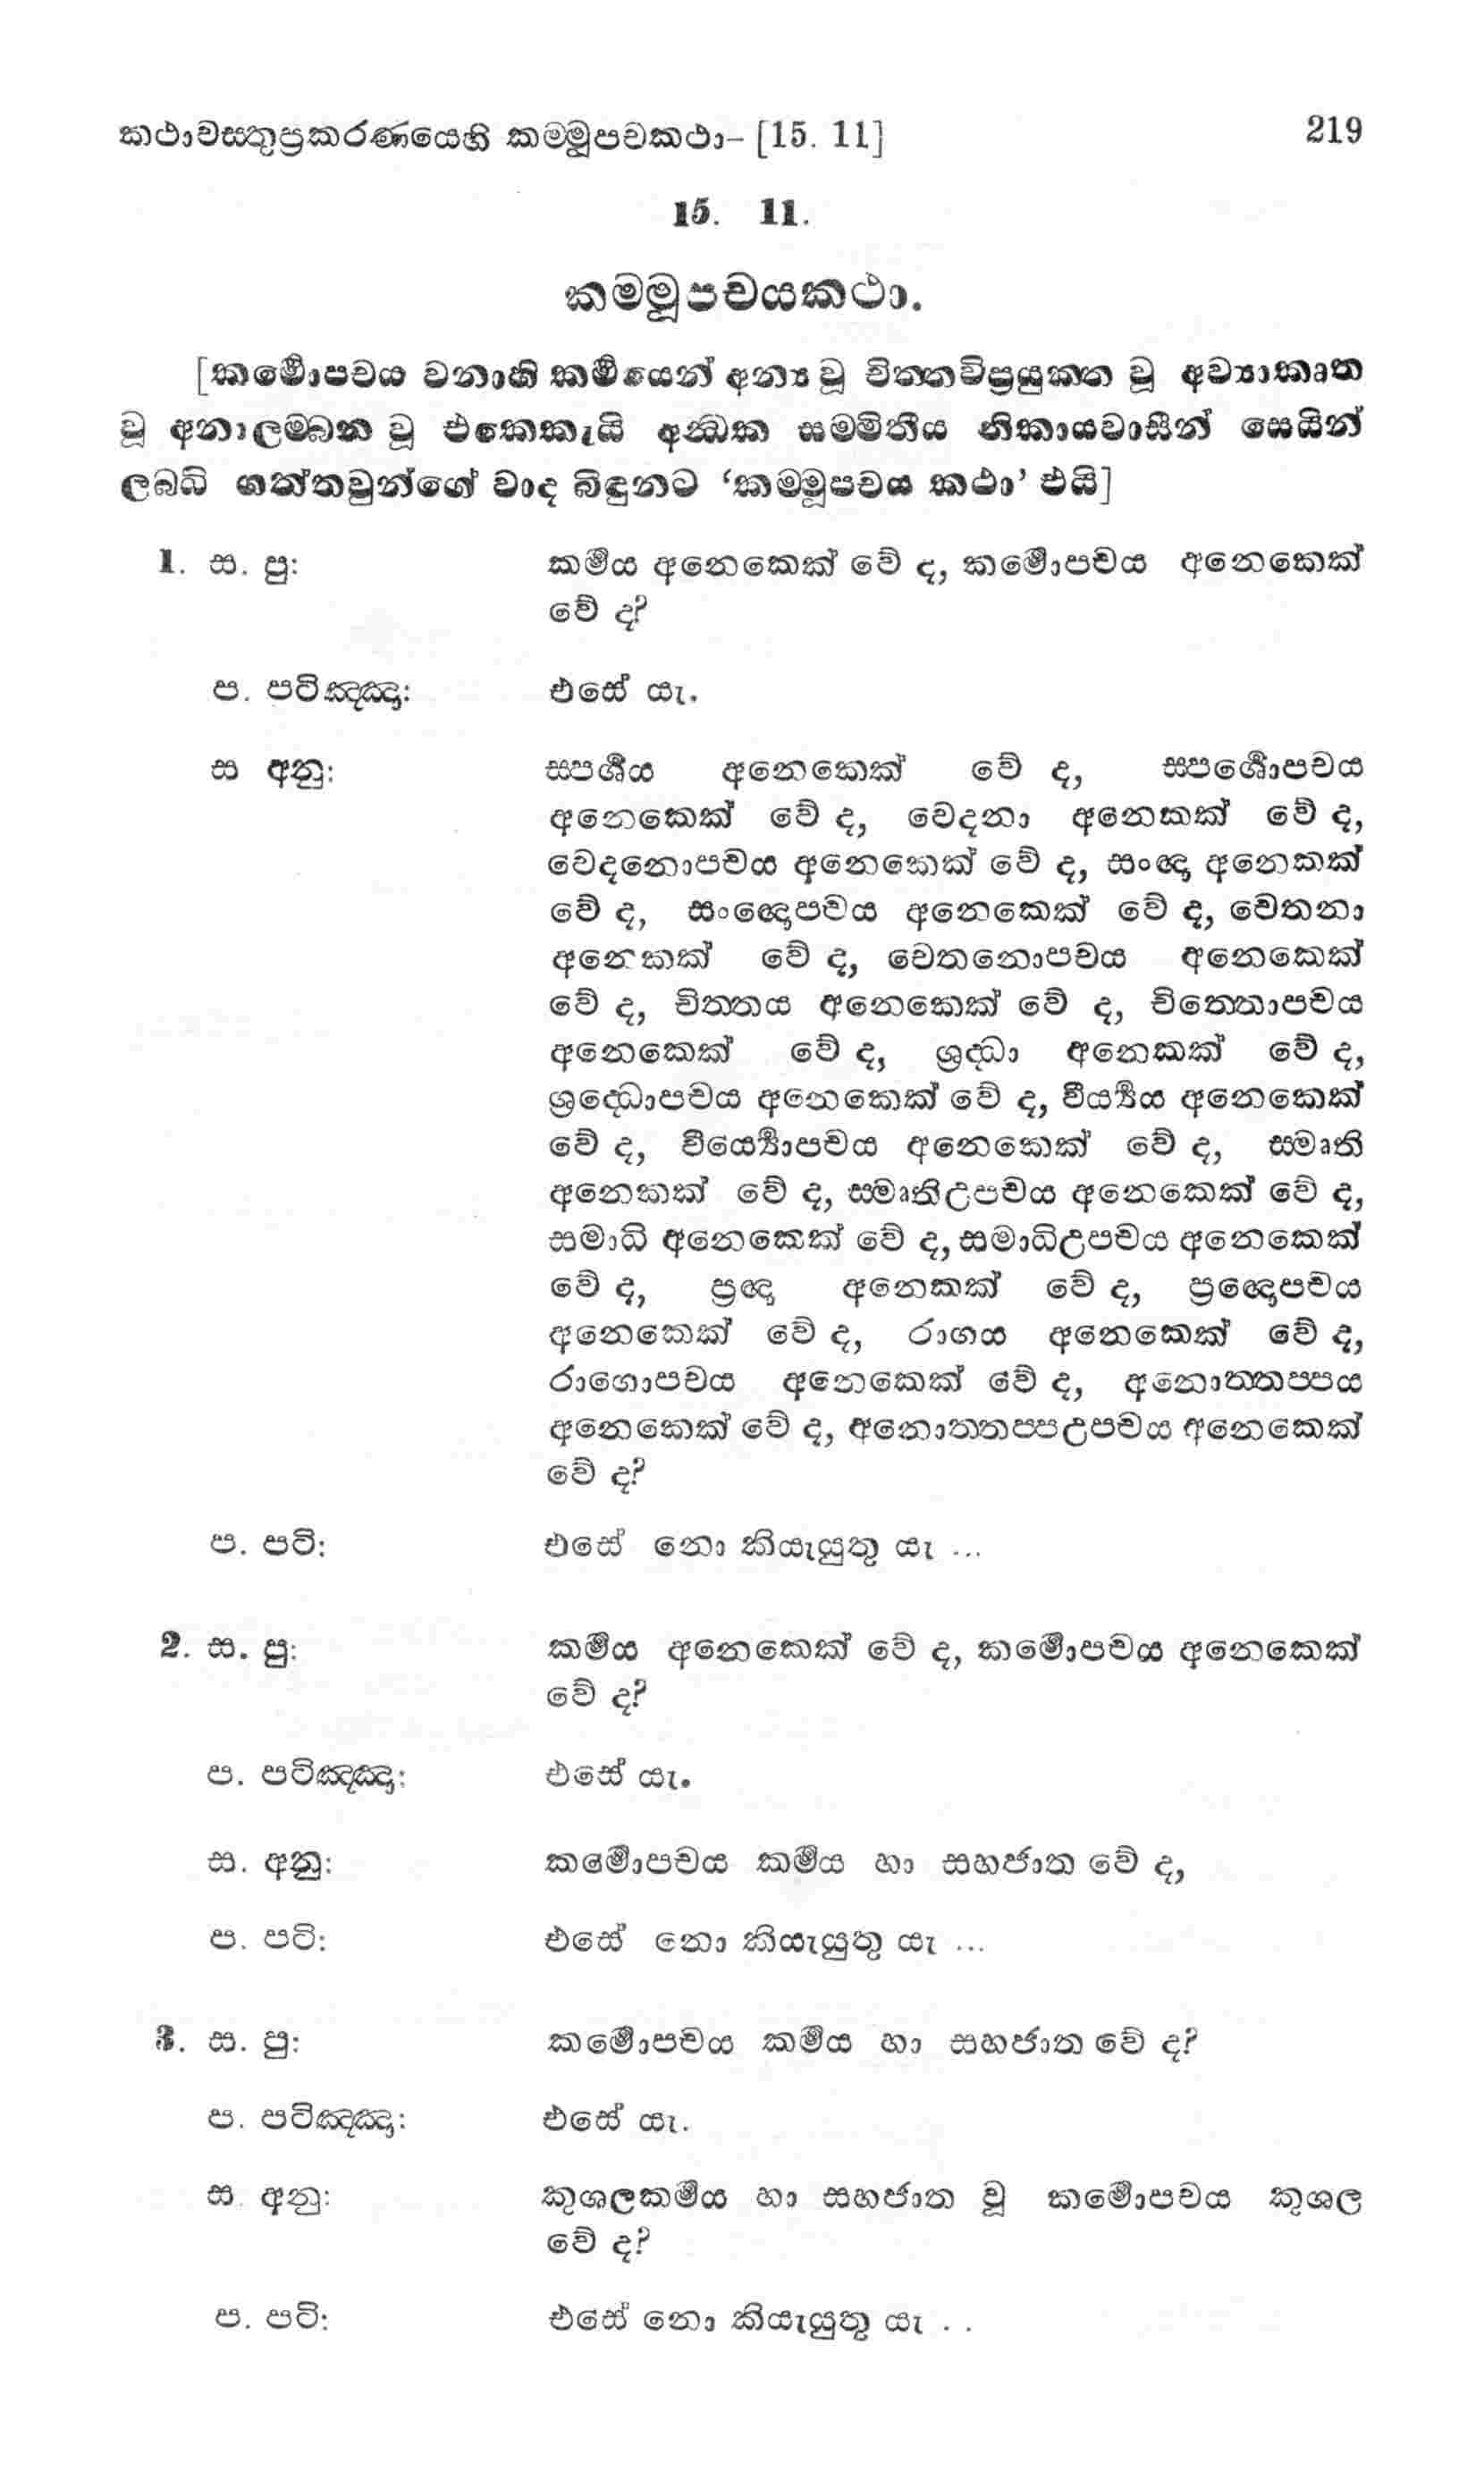 කථාවස්තුප්‍රකරණයෙහි කම්මූපචකථා– [15. 11] 219
15. 11.
කම්මූපචයකථා.
[කර්‍මොපචය වනාහි කර්‍මයෙන් අන්‍ය වූ චිත්තවිප්‍රයුක්ත වූ අව්‍යාකෘත
වූ අනාලම්බන වූ එකෙකැයි අන්ධක සම්මිතීය නිකායවාසීන් සෙයින්
ලබ්ධි ගත්තවුන්ගේ වාද බිඳුනට ‘කම්මූපචය කථා’ එයි]
1. ස. පු: කර්‍මය අනෙකෙක් වේ ද, කර්‍මොපචය අනෙකෙක්
වේ ද?
ප. පටිඤ්ඤා: එසේ යැ.
ස අනු: ස්පර්‍ශය අනෙකෙක් වේ ද, ස්පර්‍ශොපචය
අනෙකෙක් වේ ද, වෙදනා අනෙකක් වේ ද,
වෙදනොපචය අනෙකෙක් වේ ද, සංඥා අනෙකක්
වේ ද, සංඥොපචය අනෙකෙක් වේ ද, චෙතනා
අනෙකක් වේ ද, චෙතනොපචය අනෙකෙක්
වේ ද, චිත්තය අනෙකෙක් වේ ද, චිත්තොපචය
අනෙකෙක් වේ ද, ශ්‍රද්ධා අනෙකක් වේ ද,
ශ්‍රද්ධොපචය අනෙකෙක් වේ ද, වීර්‍ය්‍යය අනෙකෙක්
වේ ද, වීර්‍ය්‍යොපචය අනෙකෙක් වේ ද, ස්මෘති
අනෙකක් වේ ද, ස්මෘතිඋපචය අනෙකෙක් වේ ද,
සමාධි අනෙකෙක් වේ ද, සමාධිඋපචය අනෙකෙක්
වේ ද, ප්‍රඥා අනෙකක් වේ ද, ප්‍රඥොපචය
අනෙකෙක් වේ ද, රාගය අනෙකෙක් වේ ද,
රාගොපචය අනෙකෙක් වේ ද, අනොත්තප්පය
අනෙකෙක් වේ ද, අනොත්තප්පඋපචය අනෙකෙක්
වේ ද?
ප. පටි: එසේ නො කියැයුතු යැ ...
2. ස. පු: කර්‍මය අනෙකෙක් වේ ද, කර්‍මොපචය අනෙකෙක්
වේ ද?
ප. පටිඤ්ඤා: එසේ යැ.
ස. අනු: කර්‍මොපචය කර්‍මය හා සහජාත වේ ද,
ප. පටි: එසේ නො කියැයුතු යැ ...
3. ස. පු: කර්‍මොපචය කර්‍මය හා සහජාත වේ ද?
ප. පටිඤ්ඤා: එසේ යැ.
ස අනු: කුශලකර්‍මය හා සහජාත වූ කර්‍මොපචය කුශල
වේ ද?
ප. පටි: එසේ නො කියැයුතු යැ . .